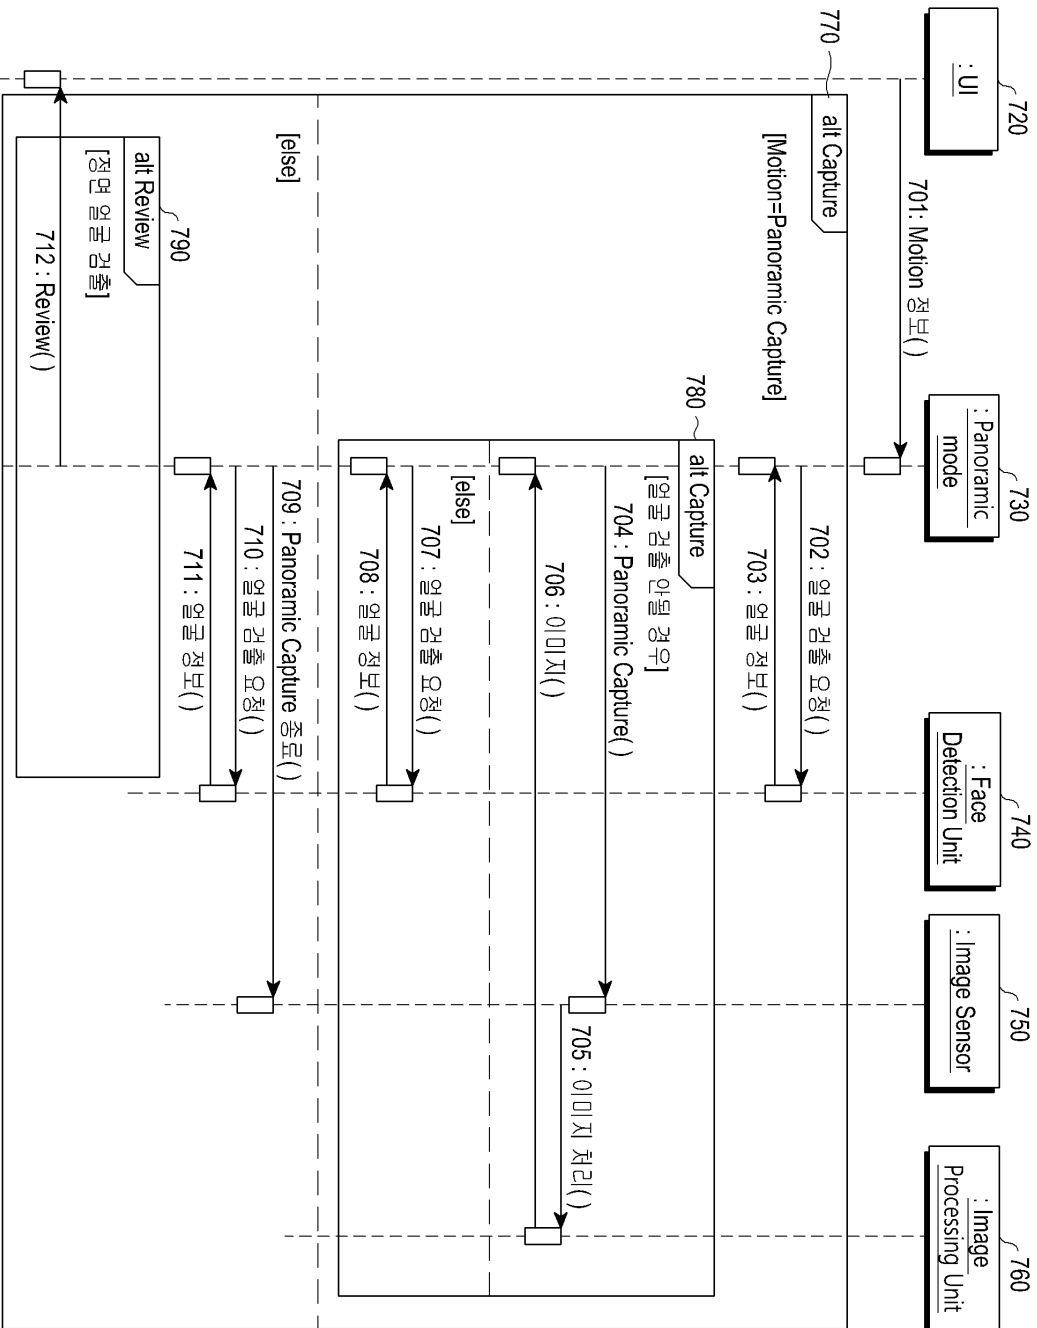 720
: UI
730
: Panoramic
mode
740
: Face
Detection Unit
750
: Image Sensor
760
: Image
Processing Unit
701: Motion 정보( )
770
alt Capture
[Motion=Panoramic Capture]
702 : 얼굴 검출 요청( )
703 : 얼굴 정보( )
780
alt Capture
[얼굴 검출 안될 경우]
704 : Panoramic Capture( )
705 : 이미지 처리( )
706 : 이미지( )
[else]
707 : 얼굴 검출 요청( )
708 : 얼굴 정보( )
[else]
709 : Panoramic Capture 종료( )
710 : 얼굴 검출 요청( )
711 : 얼굴 정보( )
790
alt Review
[정면 얼굴 검출]
712 : Review( )